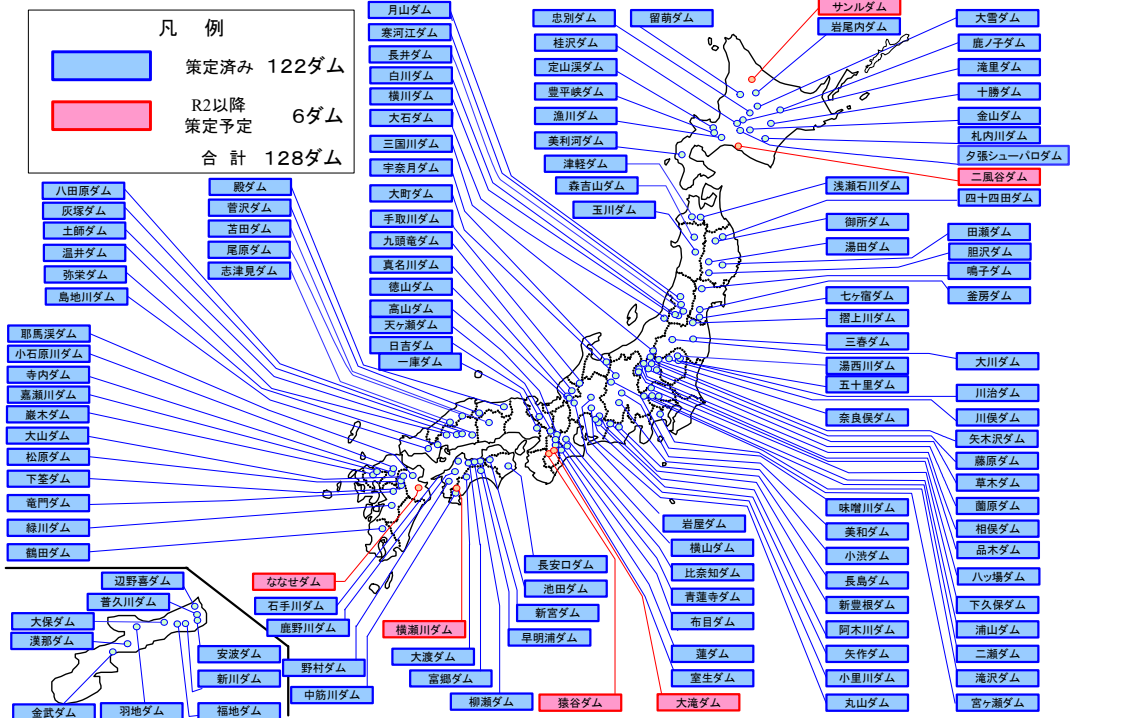 凡 例
策定済み 122ダム
R2以降
策定予定 6ダム
合 計 128ダム
月山ダム
寒河江ダム
長井ダム
白川ダム
横川ダム
大石ダム
三国川ダム
宇奈月ダム
大町ダム
手取川ダム
九頭竜ダム
真名川ダム
徳山ダム
高山ダム
天ヶ瀬ダム
日吉ダム
一庫ダム
忠別ダム
留萌ダム
桂沢ダム
定山渓ダム
豊平峡ダム
漁川ダム
美利河ダム
津軽ダム
森吉山ダム
玉川ダム
サンルダム
岩尾内ダム
大雪ダム
鹿ノ子ダム
滝里ダム
十勝ダム
金山ダム
札内川ダム
夕張シューパロダム
二風谷ダム
四十四田ダム
浅瀬石川ダム
御所ダム
湯田ダム
田瀬ダム
胆沢ダム
鳴子ダム
釜房ダム
七ヶ宿ダム
摺上川ダム
三春ダム
湯西川ダム
五十里ダム
奈良俣ダム
大川ダム
川治ダム
川俣ダム
矢木沢ダム
藤原ダム
草木ダム
薗原ダム
相俣ダム
品木ダム
八ッ場ダム
下久保ダム
浦山ダム
二瀬ダム
滝沢ダム
宮ヶ瀬ダム
味噌川ダム
美和ダム
小渋ダム
長島ダム
新豊根ダム
阿木川ダム
矢作ダム
小里川ダム
丸山ダム
岩屋ダム
横山ダム
比奈知ダム
青蓮寺ダム
布目ダム
蓮ダム
室生ダム
大滝ダム
猿谷ダム
八田原ダム
灰塚ダム
土師ダム
温井ダム
弥栄ダム
島地川ダム
殿ダム
菅沢ダム
苫田ダム
尾原ダム
志津見ダム
耶馬渓ダム
小石原川ダム
寺内ダム
嘉瀬川ダム
厳木ダム
大山ダム
松原ダム
下筌ダム
竜門ダム
緑川ダム
鶴田ダム
ななせダム
石手川ダム
鹿野川ダム
野村ダム
中筋川ダム
横瀬川ダム
大渡ダム
富郷ダム
柳瀬ダム
長安口ダム
池田ダム
新宮ダム
早明浦ダム
辺野喜ダム
普久川ダム
大保ダム
漢那ダム
安波ダム
新川ダム
金武ダム
羽地ダム
福地ダム